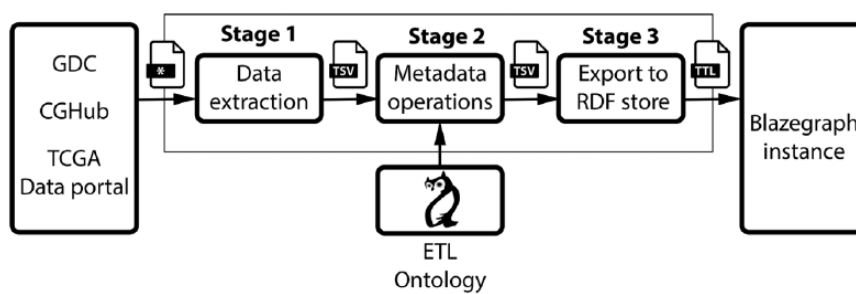 GDC
CGHub
TCGA
Data portal
*
Stage 1
Data
extraction
TSV
Stage 2
Metadata
operations
TSV
Stage 3
Export to
RDF store
TTL
Blazegraph
instance
ETL
Ontology